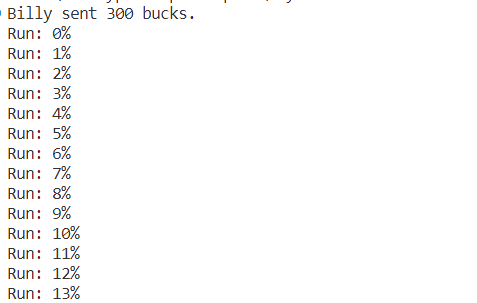 Billy sent 300 bucks.
Run: 0%
Run: 1%
Run: 2%
Run: 3%
Run: 4%
Run: 5%
Run: 6%
Run: 7%
Run: 8%
Run: 9%
Run: 10%
Run: 11%
Run: 12%
Run: 13%